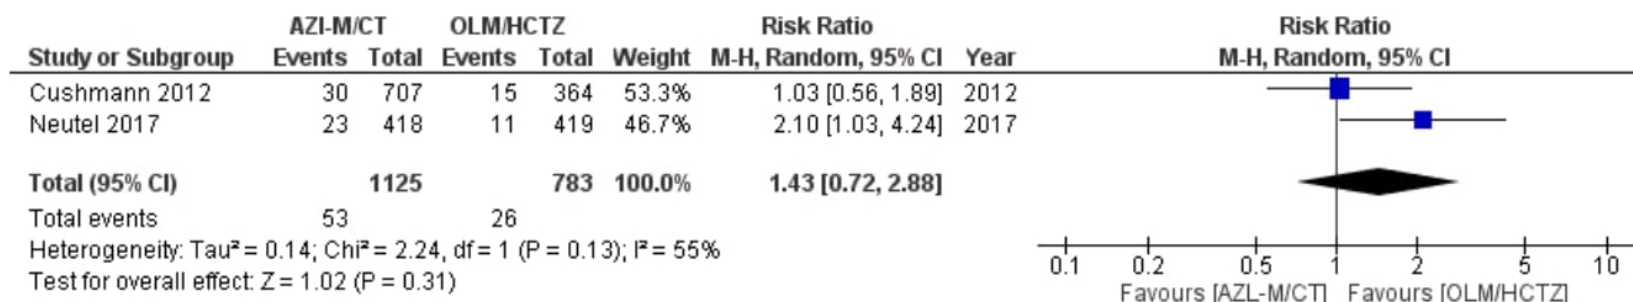 AZI-M/CT OLM/HCTZ Risk Ratio Risk Ratio
Study or Subgroup Events Total Events Total Weight M-H, Random, 95% CI Year M-H, Random, 95% CI
Cushmann 2012 30 707 15 364 53.3% 1.03 [0.56, 1.89] 2012
Neutel 2017 23 418 11 419 46.7% 2.10 [1.03, 4.24] 2017
Total (95% CI) 1125 783 100.0% 1.43 [0.72, 2.88]
Total events 53 26
Heterogeneity: Tau² = 0.14; Chi² = 2.24, df = 1 (P = 0.13); I² = 55%
Test for overall effect: Z = 1.02 (P = 0.31)
0.1 0.2 0.5 1 2 5 10
Favours [AZL-M/CT] Favours [OLM/HCTZ]